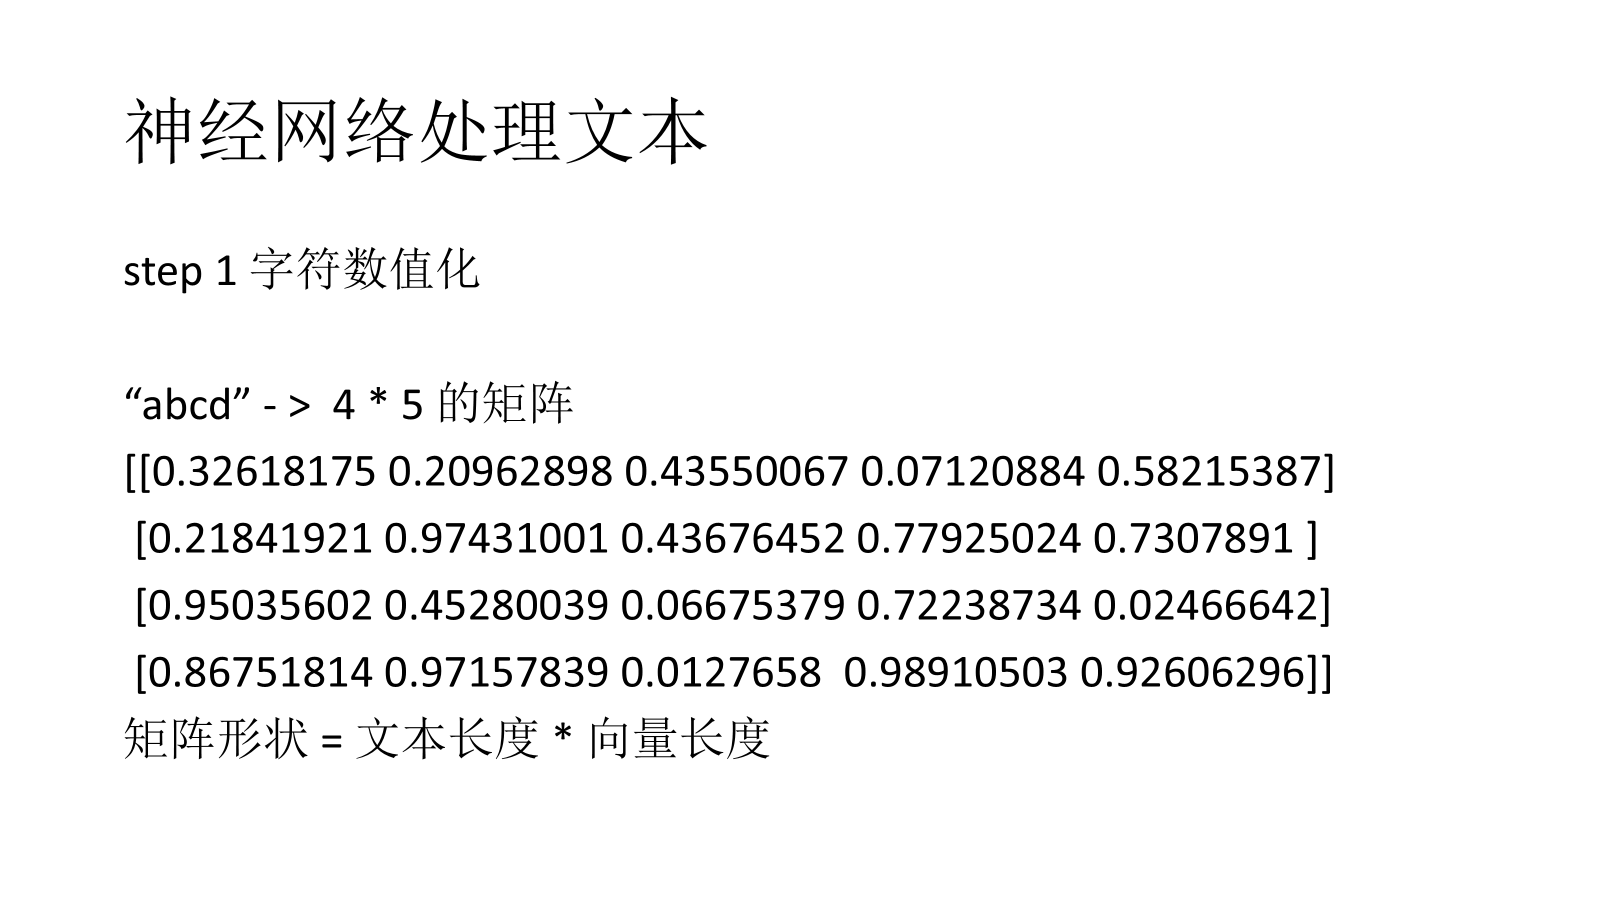 神经网络处理文本
step 1 字符数值化
“abcd” - >  4 * 5 的矩阵
[[0.32618175 0.20962898 0.43550067 0.07120884 0.58215387]
[0.21841921 0.97431001 0.43676452 0.77925024 0.7307891 ]
[0.95035602 0.45280039 0.06675379 0.72238734 0.02466642]
[0.86751814 0.97157839 0.0127658  0.98910503 0.92606296]]
矩阵形状 = 文本长度 * 向量长度